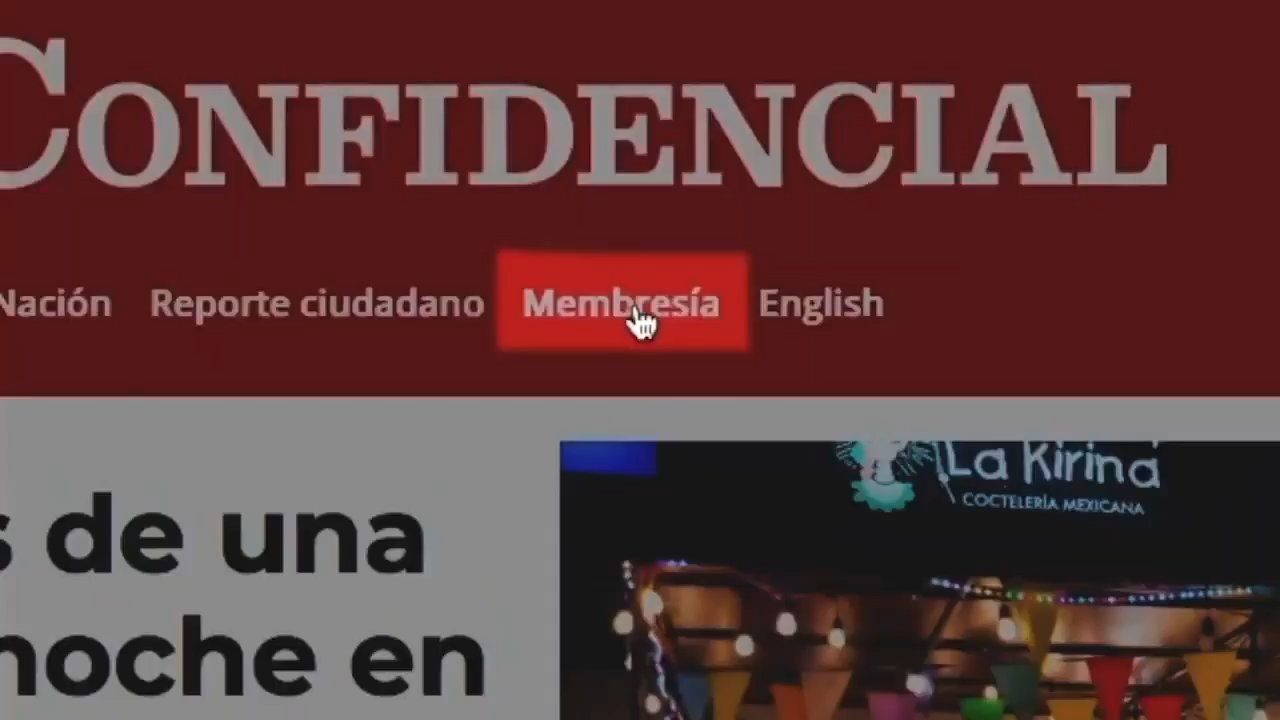 CONFIDENCIAL
Nación Reporte ciudadano Membresía English
La Kirina
COCTELERÍA MEXICANA
s de una
noche en